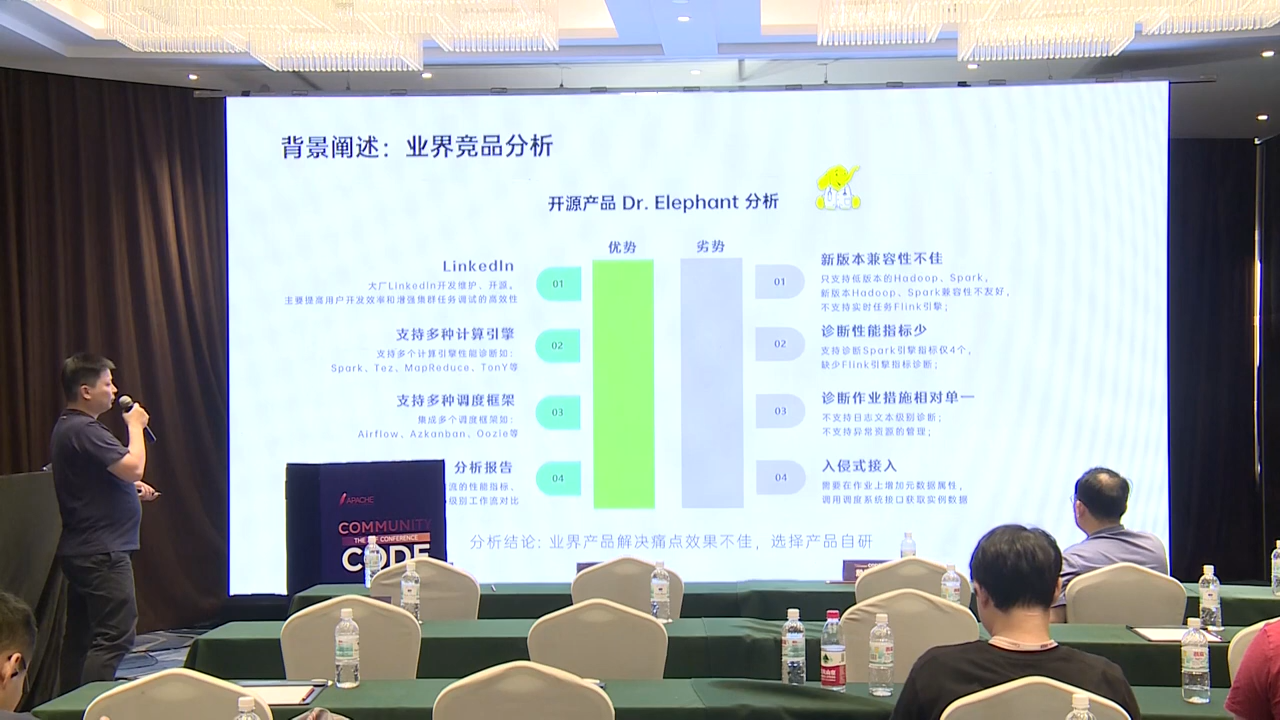 背景阐述：业界竞品分析
开源产品 Dr. Elephant 分析
优势
劣势
LinkedIn
大厂LinkedIn开发维护、开源。
主要提高用户开发效率和增强集群任务调试的高效性
01
支持多种计算引擎
支持多个计算引擎性能诊断如：
Spark、Tez、MapReduce、TonY等
02
支持多种调度框架
集成多个调度框架如：
Airflow、Azkanban、Oozie等
03
分析报告
流的性能指标、
级别工作流对比
04
01
新版本兼容性不佳
只支持低版本的Hadoop、Spark，
新版本Hadoop、Spark兼容性不友好，
不支持实时任务Flink引擎；
02
诊断性能指标少
支持诊断Spark引擎指标仅4个，
缺少Flink引擎指标诊断；
03
诊断作业措施相对单一
不支持日志文本级别诊断；
不支持异常资源的管理；
04
入侵式接入
需要在作业上增加元数据属性，
调用调度系统接口获取实例数据
分析结论：业界产品解决痛点效果不佳，选择产品自研
APACHE
COMMUNITY
THE
CONFERENCE
CODE